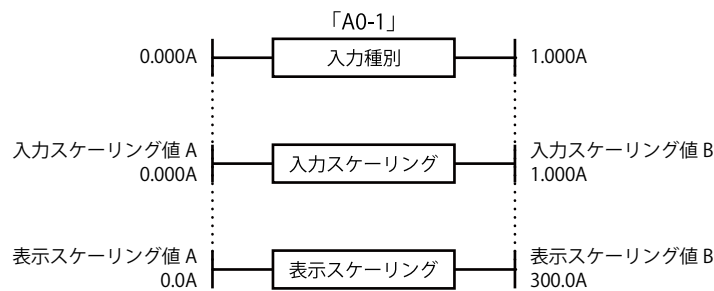 「A0-1」
0.000A 入力種別 1.000A
入力スケーリング値 A 入力スケーリング値 B
入力スケーリング
0.000A 1.000A
表示スケーリング値 A 表示スケーリング値 B
表示スケーリング
0.0A 300.0A